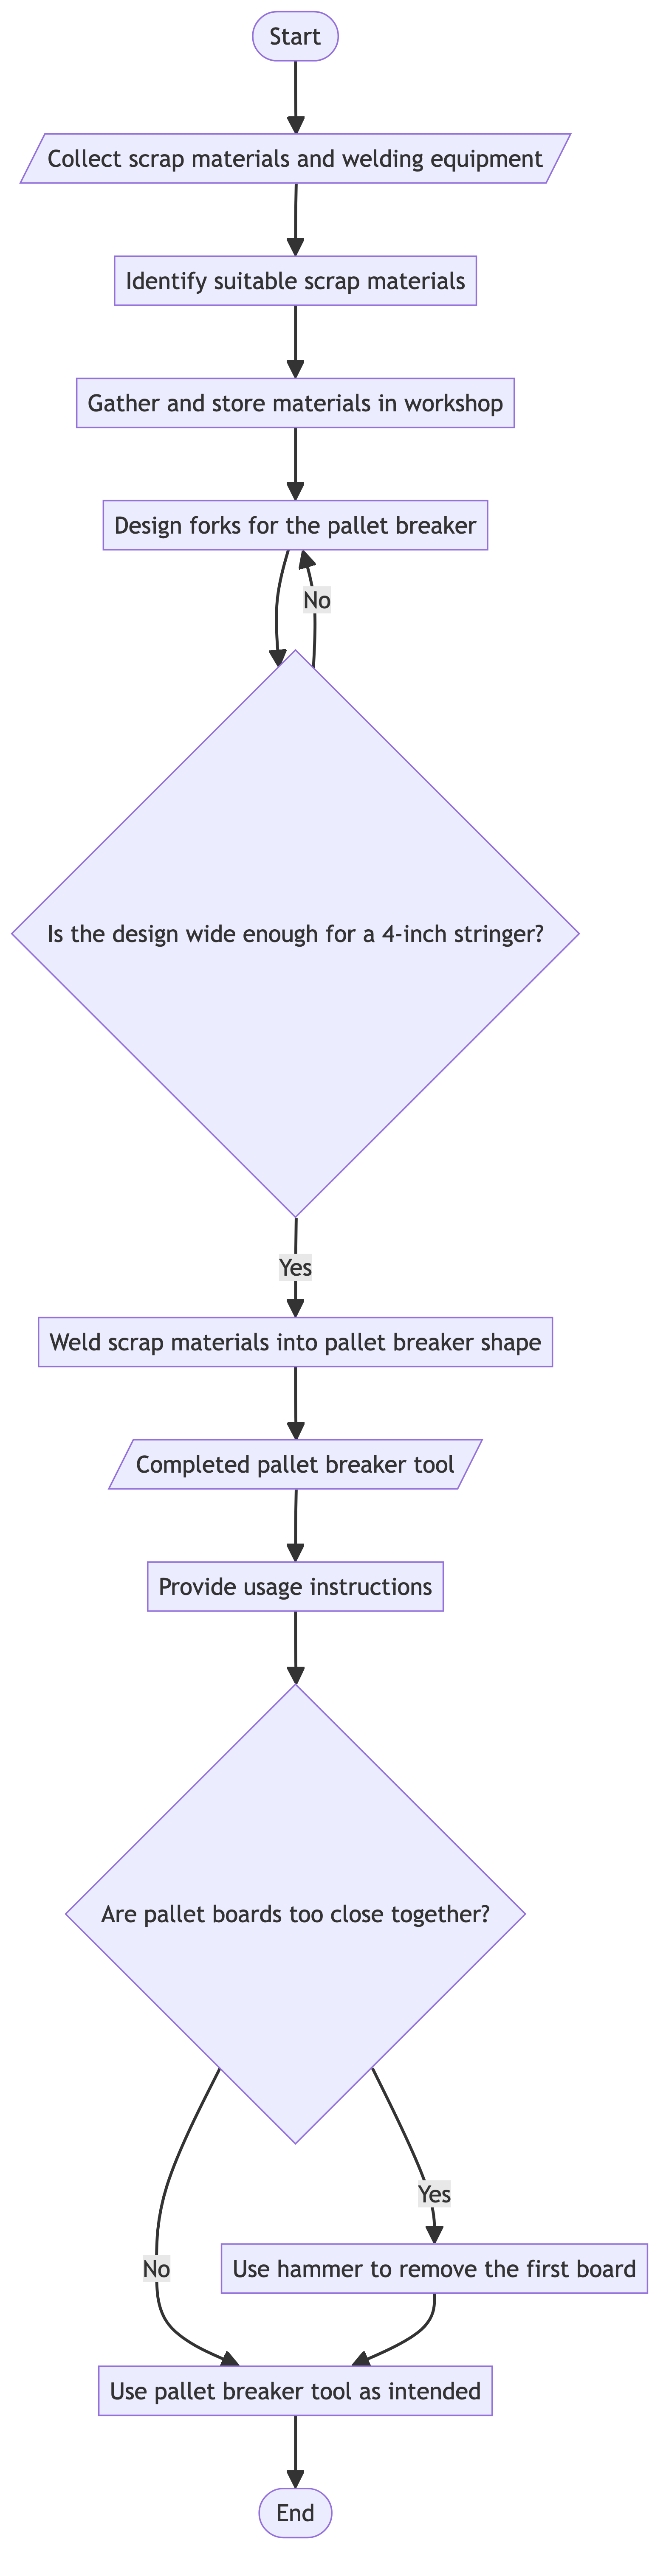 Start
Collect scrap materials and welding equipment
Identify suitable scrap materials
Gather and store materials in workshop
Design forks for the pallet breaker
No
Is the design wide enough for a 4-inch stringer?
Yes
Weld scrap materials into pallet breaker shape
Completed pallet breaker tool
Provide usage instructions
Are pallet boards too close together?
Yes
No
Use hammer to remove the first board
Use pallet breaker tool as intended
End